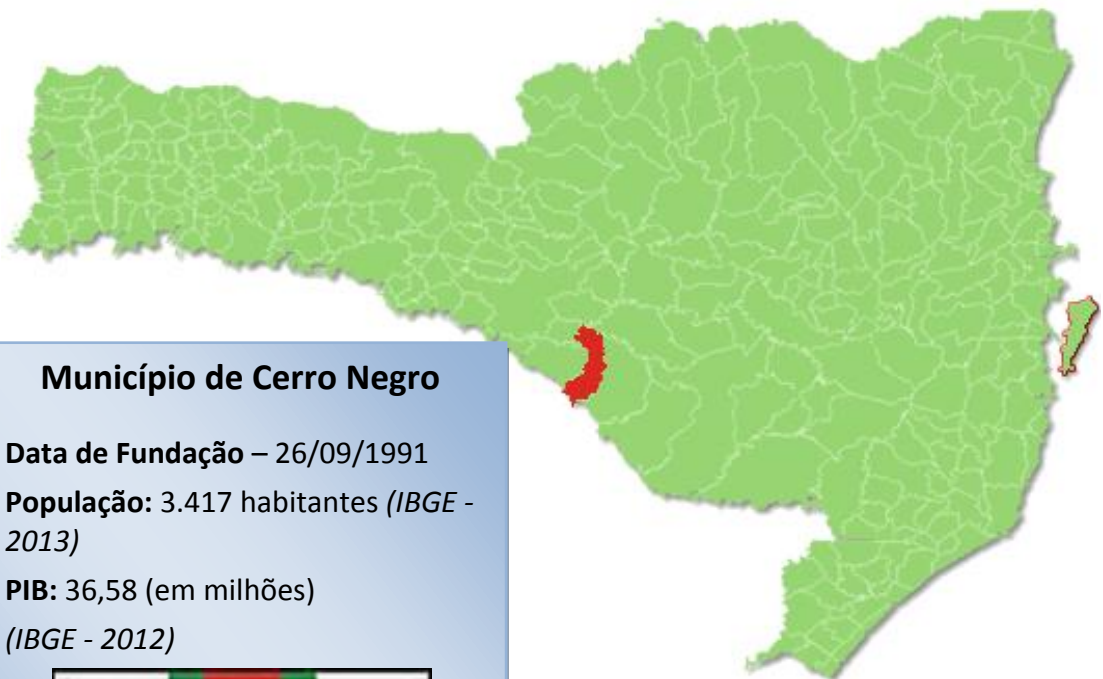 Município de Cerro Negro
Data de Fundação – 26/09/1991
População: 3.417 habitantes (IBGE -
2013)
PIB: 36,58 (em milhões)
(IBGE - 2012)